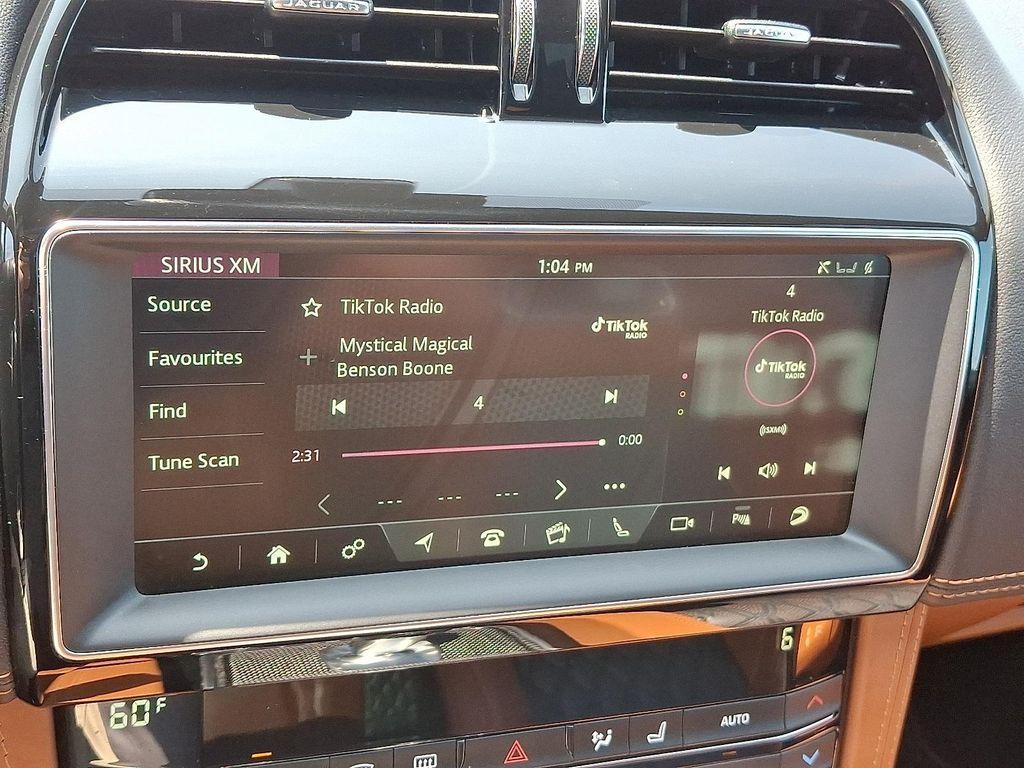 JAGUAR
JAGUAR
SIRIUS XM
1:04 PM
Source
Favourites
Find
Tune Scan
TikTok Radio
TikTok
RADIO
Mystical Magical
Benson Boone
4
2:31
0:00
--- --- ---
4
TikTok Radio
TikTok
RADIO
((SXM))
P
60°F
6
AUTO